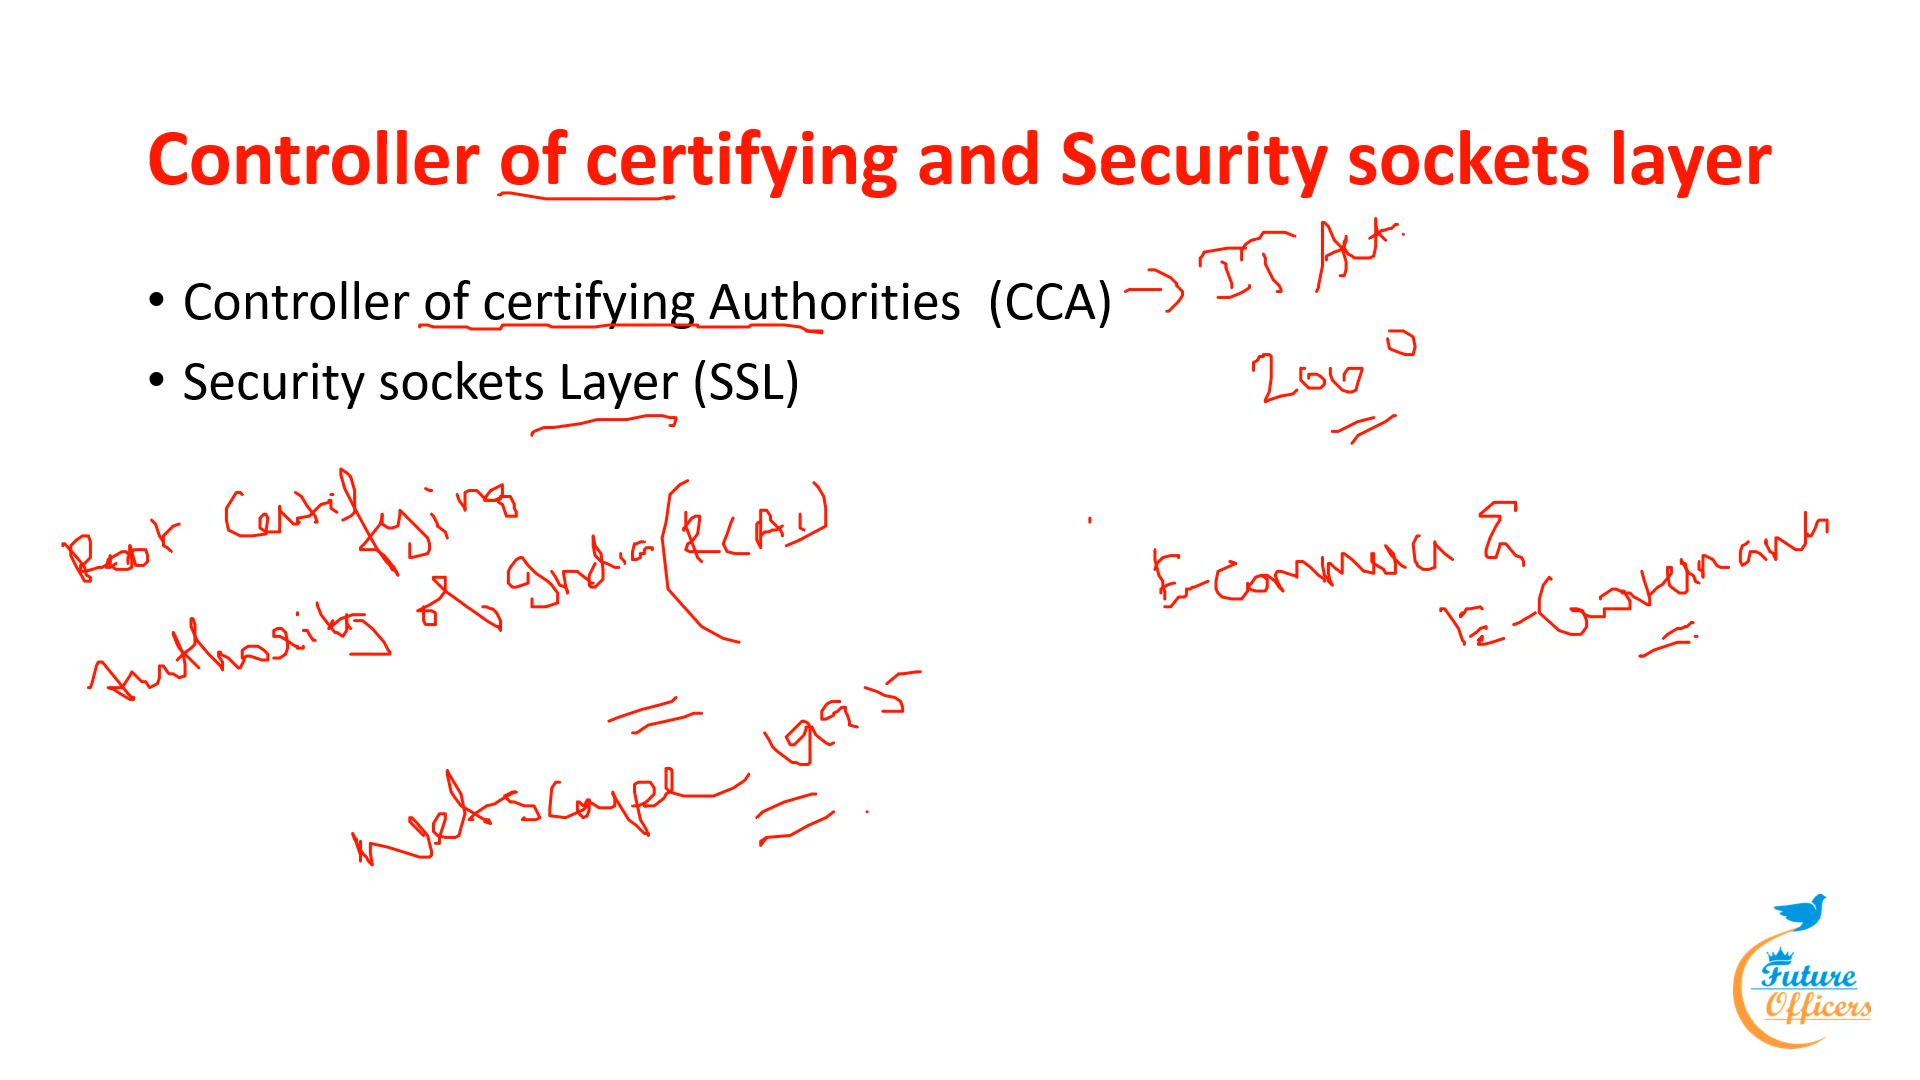 Controller of certifying and Security sockets layer
• Controller of certifying Authorities (CCA) → IT Act
2000
• Security sockets Layer (SSL)
Root Certifying
Authority of India (RCAI)
E-commerce &
E-Governance
Netscape 1995
Future
Officers